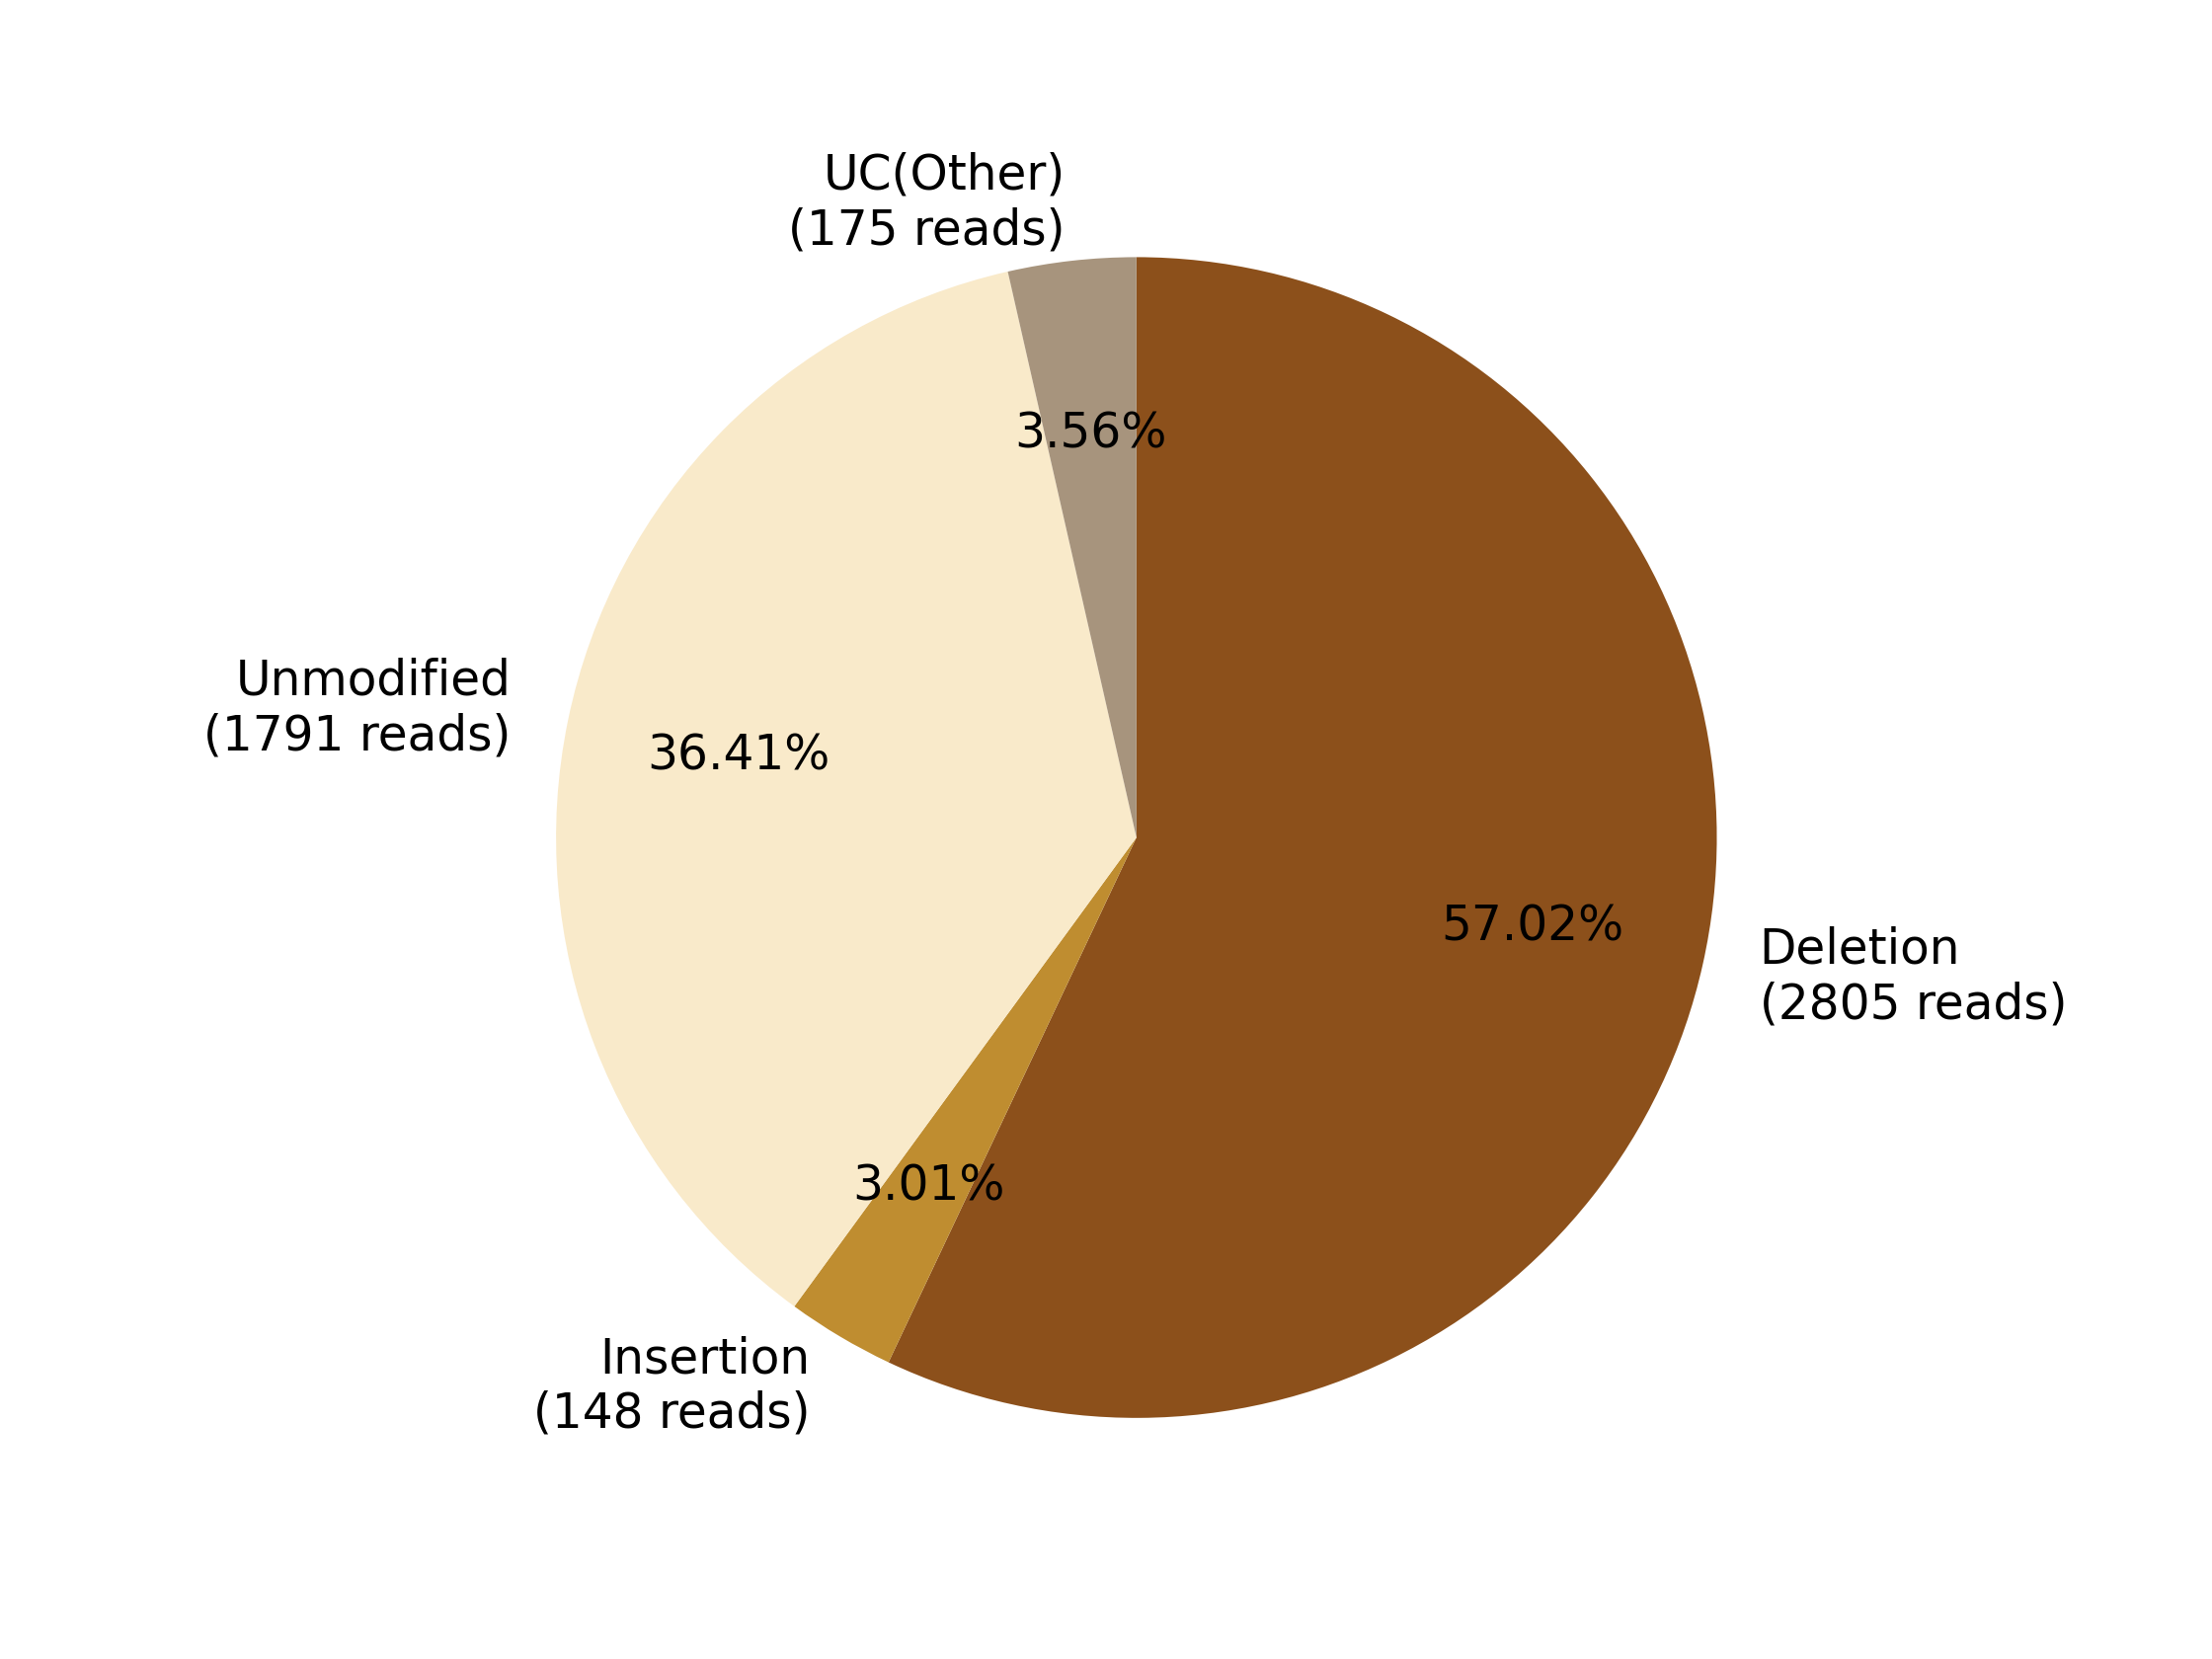 UC(Other)
(175 reads)
3.56%
Unmodified
(1791 reads)
36.41%
57.02%
Deletion
(2805 reads)
3.01%
Insertion
(148 reads)